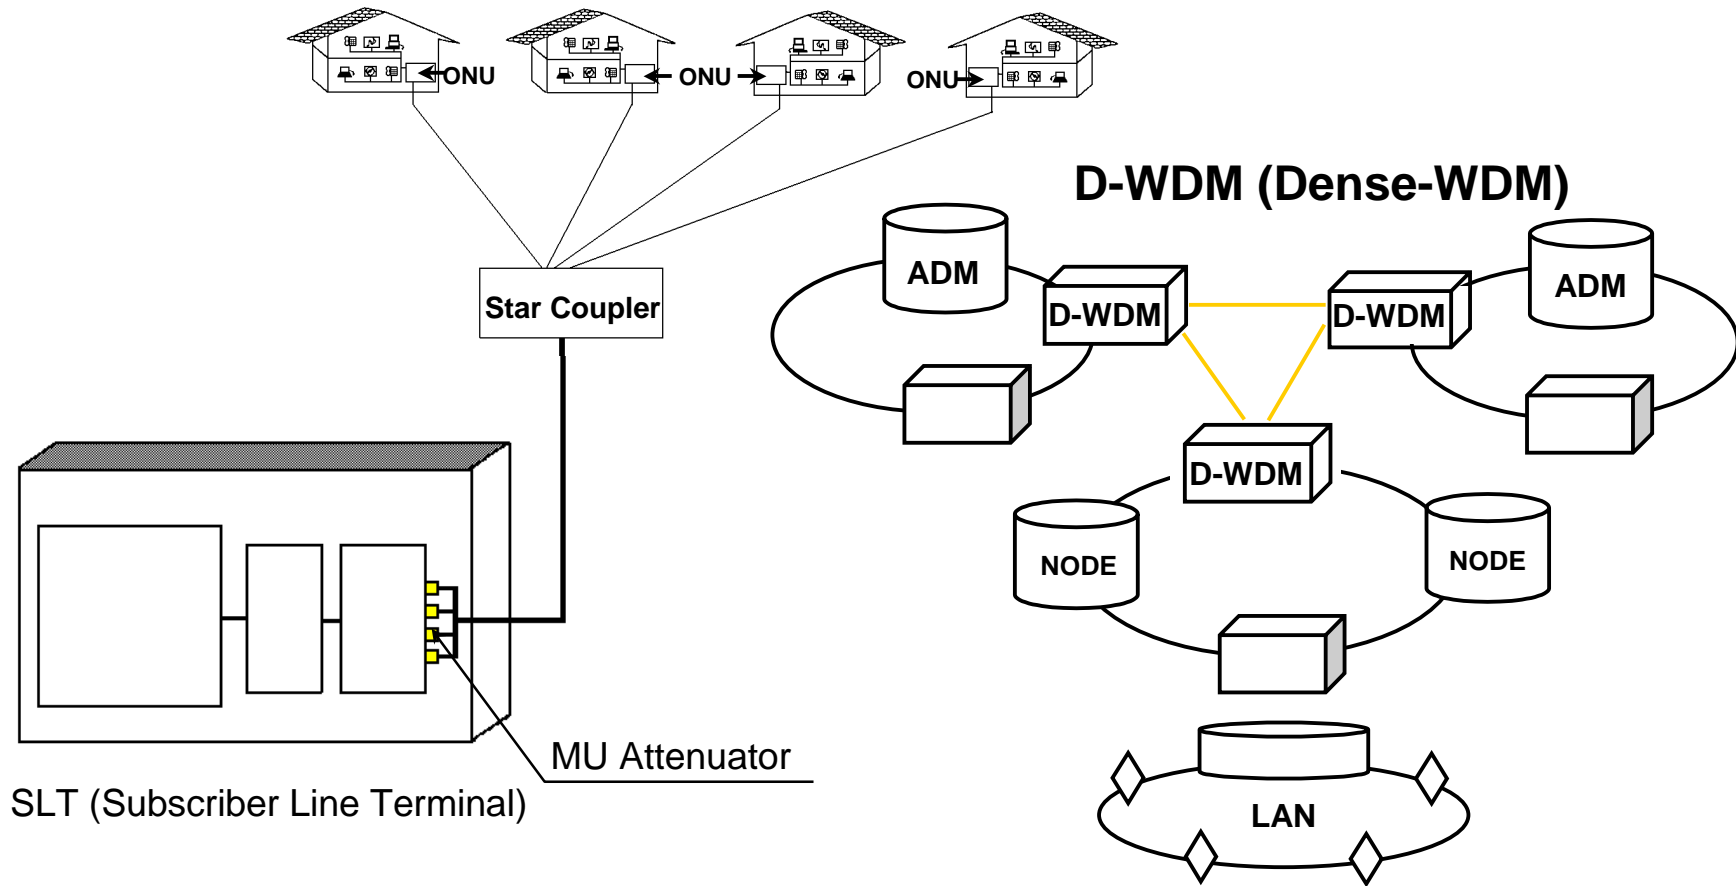 ONU
ONU
ONU
D-WDM (Dense-WDM)
ADM
ADM
Star Coupler
D-WDM
D-WDM
D-WDM
NODE
NODE
MU Attenuator
SLT (Subscriber Line Terminal)
LAN